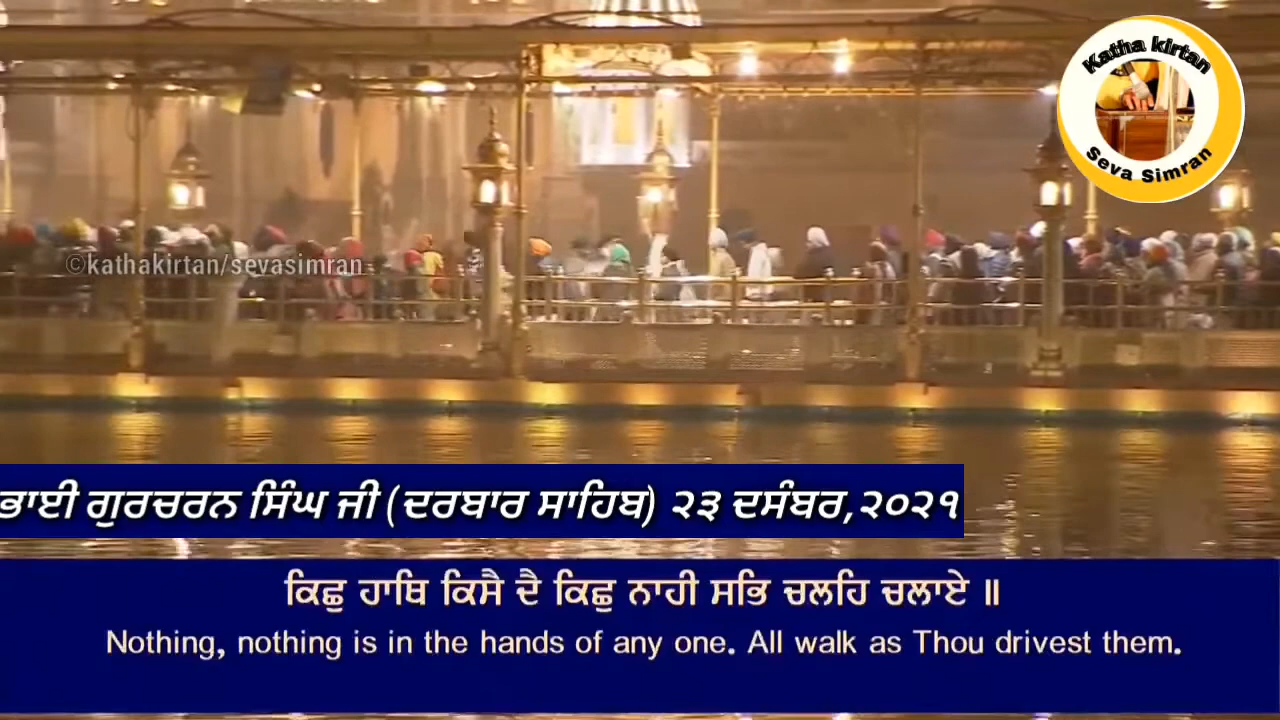 Katha kirtan
Seva Simran
©kathakirtan/sevasimran
ਭਾਈ ਗੁਰਚਰਨ ਸਿੰਘ ਜੀ (ਦਰਬਾਰ ਸਾਹਿਬ) ੨੩ ਦਸੰਬਰ,੨੦੨੧
ਕਿਛੁ ਹਾਥਿ ਕਿਸੈ ਦੈ ਕਿਛੁ ਨਾਹੀ ਸਭਿ ਚਲਹਿ ਚਲਾਏ ॥
Nothing, nothing is in the hands of any one. All walk as Thou drivest them.